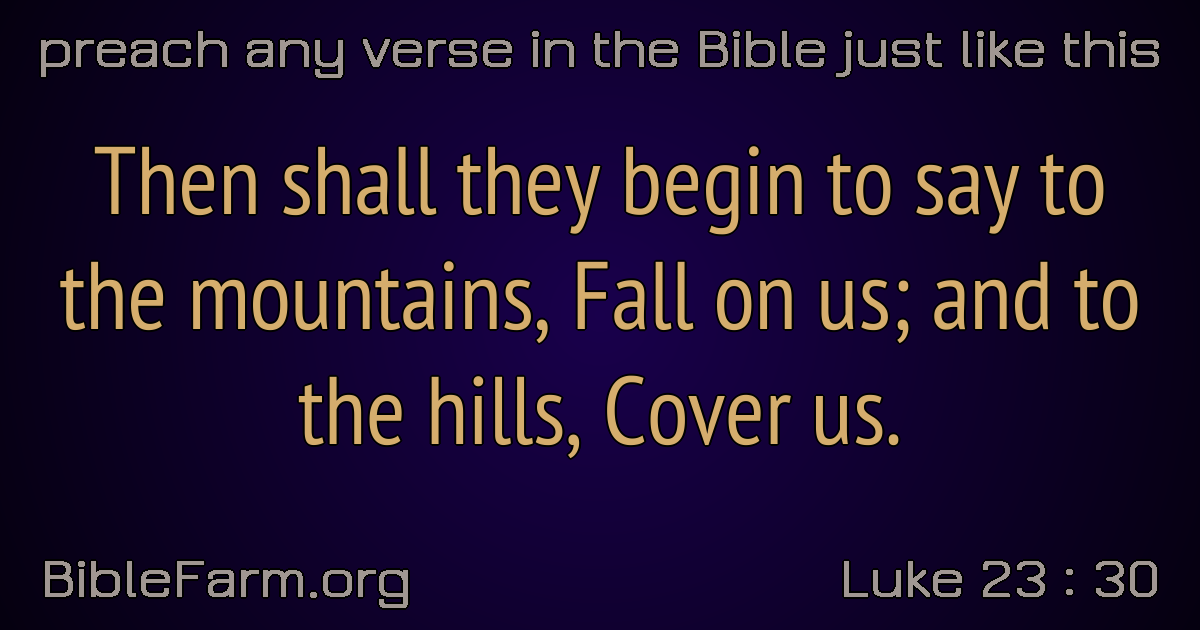 preach any verse in the Bible just like this
Then shall they begin to say to
the mountains, Fall on us; and to
the hills, Cover us.
BibleFarm.org
Luke 23 : 30